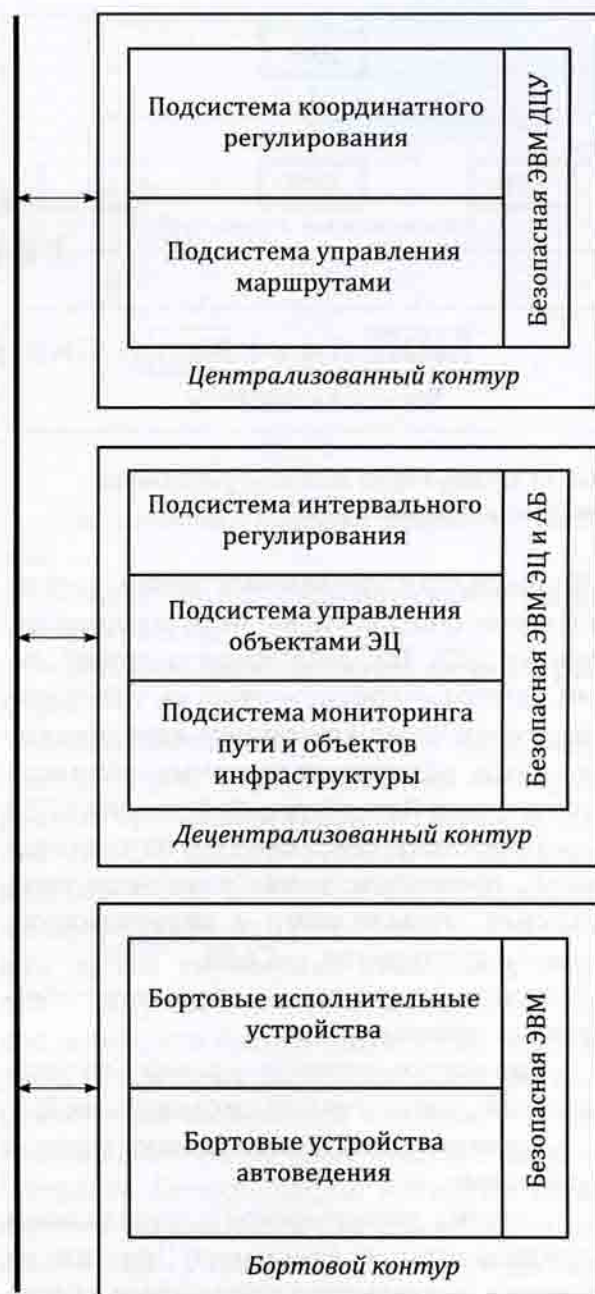 Подсистема координатного
регулирования
Подсистема управления
маршрутами
Безопасная ЭВМ ДЦУ
Централизованный контур
Подсистема интервального
регулирования
Подсистема управления
объектами ЭЦ
Подсистема мониторинга
пути и объектов
инфраструктуры
Безопасная ЭВМ ЭЦ и АБ
Децентрализованный контур
Бортовые исполнительные
устройства
Бортовые устройства
автоведения
Безопасная ЭВМ
Бортовой контур